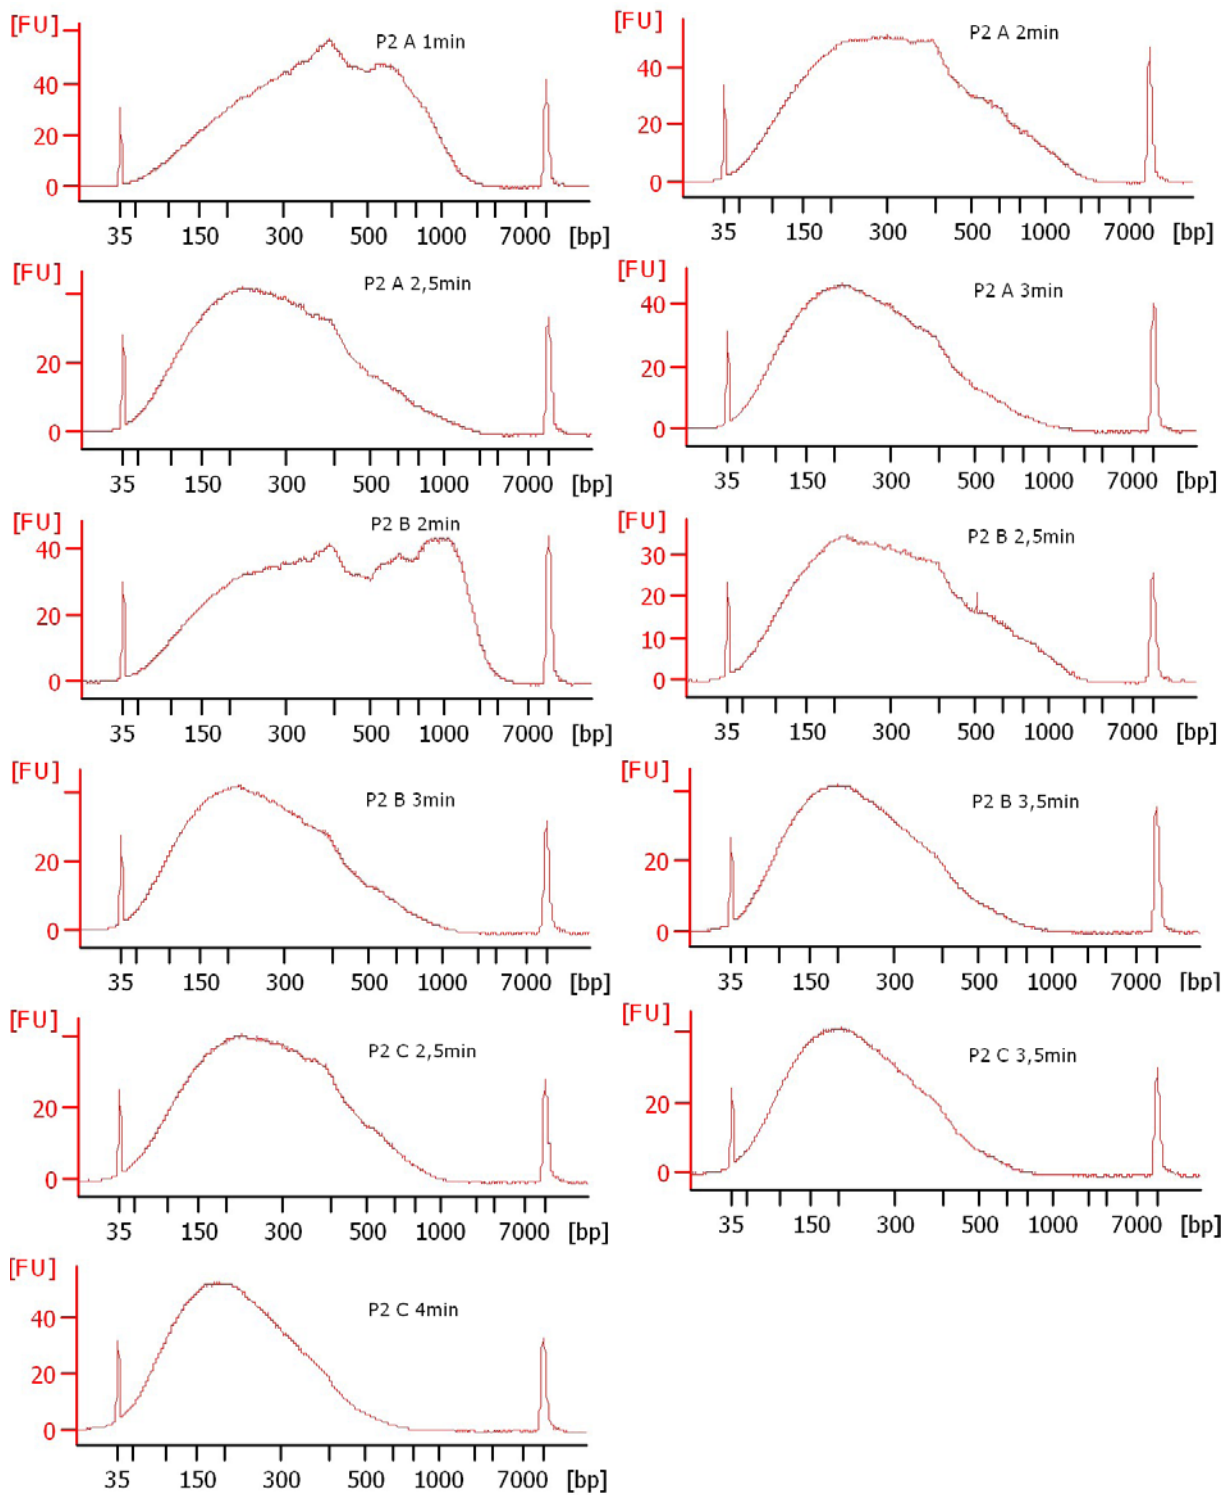 [FU] P2 A 1min
40
20
0
35 150 300 500 1000 7000 [bp]
[FU] P2 A 2min
40
20
0
35 150 300 500 1000 7000 [bp]
[FU] P2 A 2,5min
20
0
35 150 300 500 1000 7000 [bp]
[FU] P2 A 3min
40
20
0
35 150 300 500 1000 7000 [bp]
[FU] P2 B 2min
40
20
0
35 150 300 500 1000 7000 [bp]
[FU] P2 B 2,5min
30
20
10
0
35 150 300 500 1000 7000 [bp]
[FU] P2 B 3min
20
0
35 150 300 500 1000 7000 [bp]
[FU] P2 B 3,5min
20
0
35 150 300 500 1000 7000 [bp]
[FU] P2 C 2,5min
20
0
35 150 300 500 1000 7000 [bp]
[FU] P2 C 3,5min
20
0
35 150 300 500 1000 7000 [bp]
[FU] P2 C 4min
40
20
0
35 150 300 500 1000 7000 [bp]